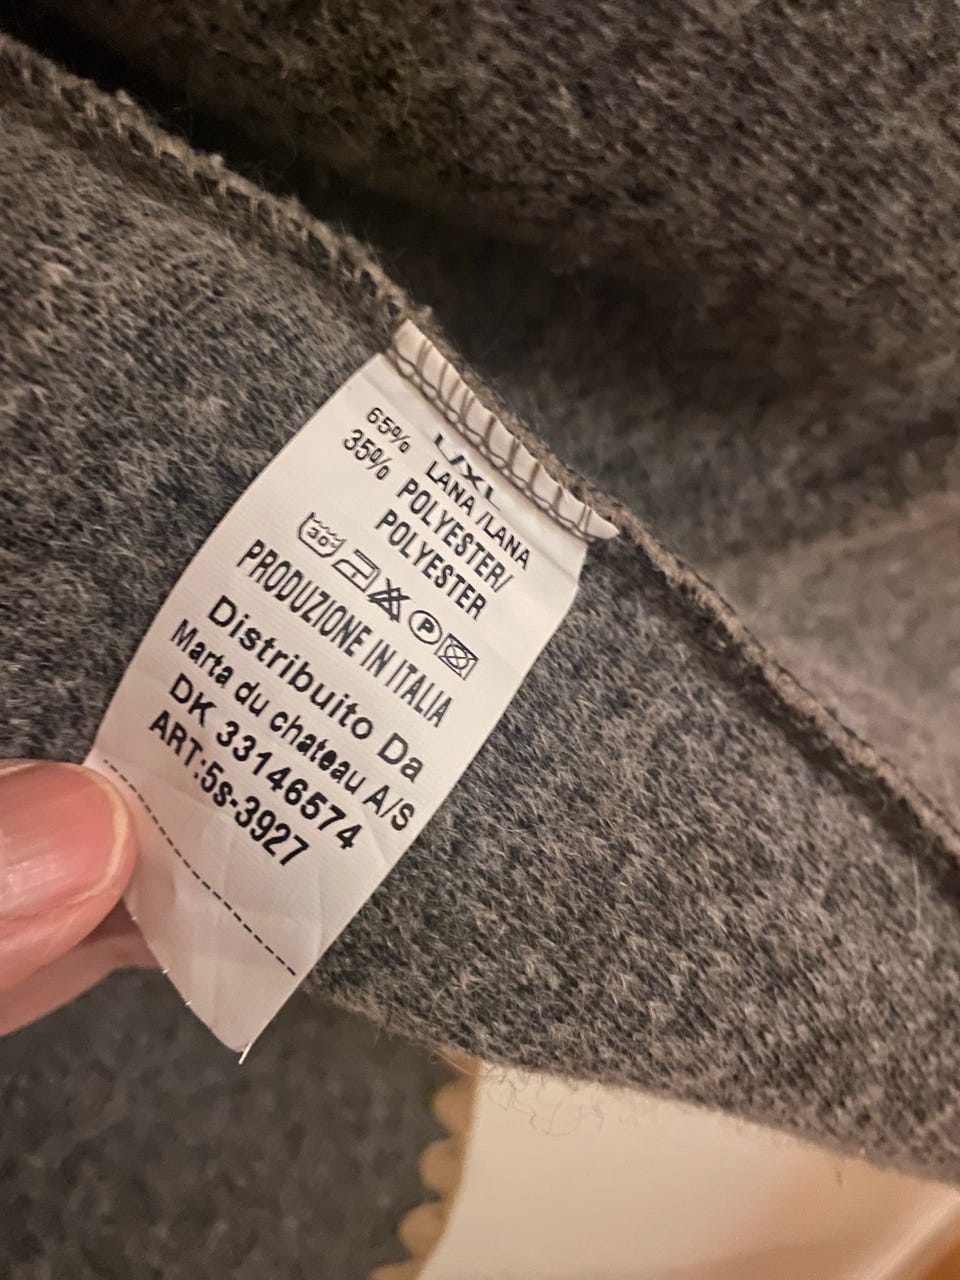 L/XL
65% LANA/LANA
35% POLYESTER/
POLYESTER
30° P
PRODUZIONE IN ITALIA
Distribuito Da
Marta du chateau A/S
DK 33146574
ART:5s-3927